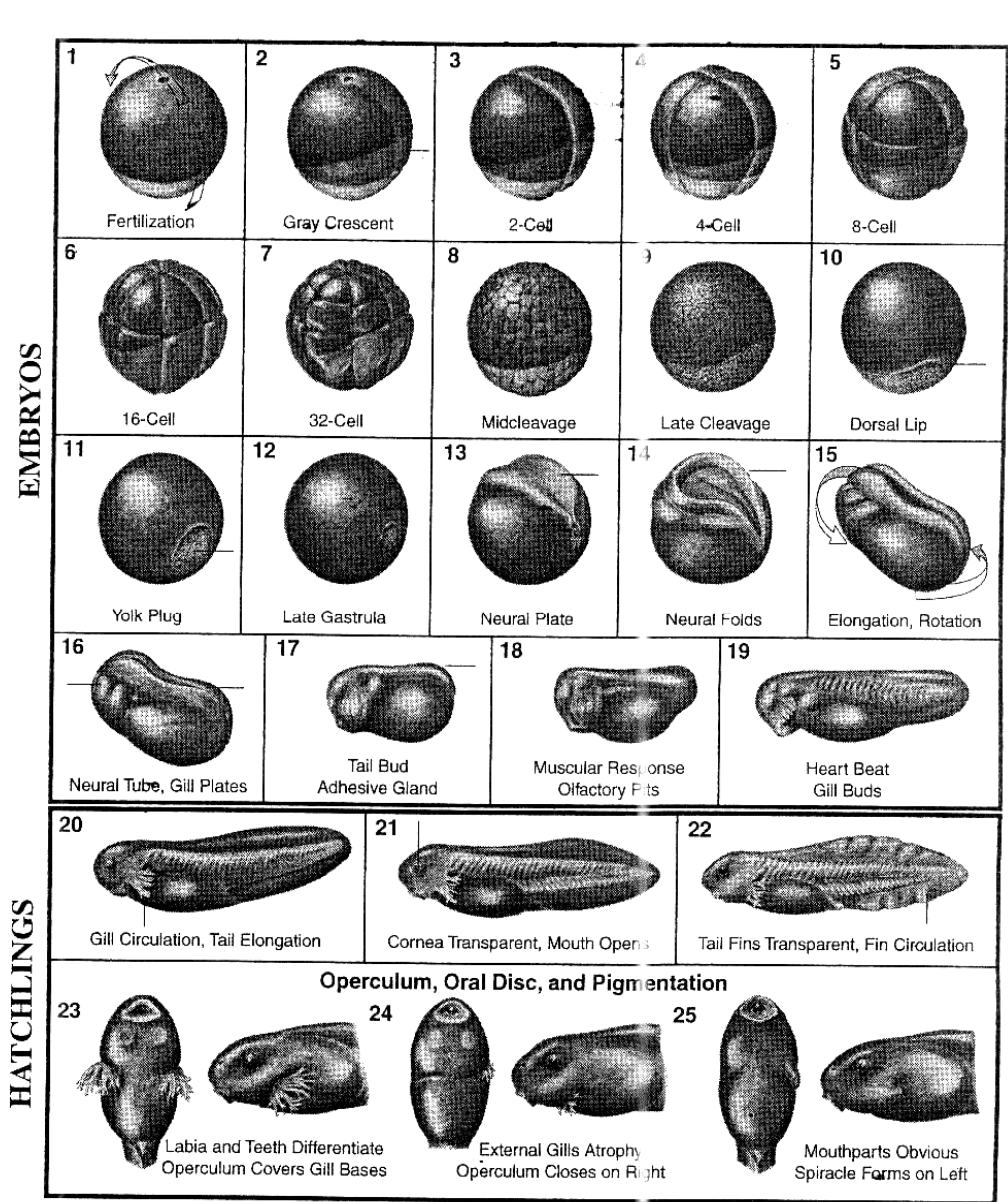 EMBRYOS
1
Fertilization
2
Gray Crescent
3
2-Cell
4
4-Cell
5
8-Cell
6
16-Cell
7
32-Cell
8
Midcleavage
9
Late Cleavage
10
Dorsal Lip
11
Yolk Plug
12
Late Gastrula
13
Neural Plate
14
Neural Folds
15
Elongation, Rotation
16
Neural Tube, Gill Plates
17
Tail Bud
Adhesive Gland
18
Muscular Response
Olfactory Pits
19
Heart Beat
Gill Buds
HATCHLINGS
20
Gill Circulation, Tail Elongation
21
Cornea Transparent, Mouth Opens
22
Tail Fins Transparent, Fin Circulation
Operculum, Oral Disc, and Pigmentation
23
Labia and Teeth Differentiate
Operculum Covers Gill Bases
24
External Gills Atrophy
Operculum Closes on Right
25
Mouthparts Obvious
Spiracle Forms on Left